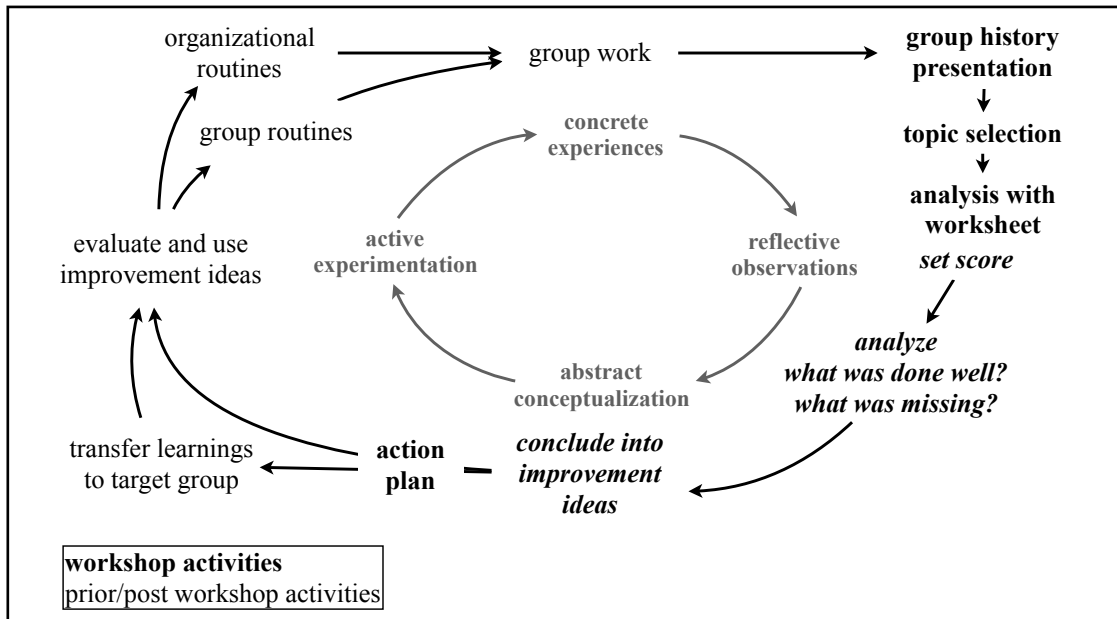 organizational
routines
group work
group history
presentation
group routines
concrete
experiences
topic selection
analysis with
worksheet
set score
evaluate and use
improvement ideas
active
experimentation
reflective
observations
analyze
what was done well?
what was missing?
abstract
conceptualization
conclude into
improvement
ideas
action
plan
transfer learnings
to target group
workshop activities
prior/post workshop activities